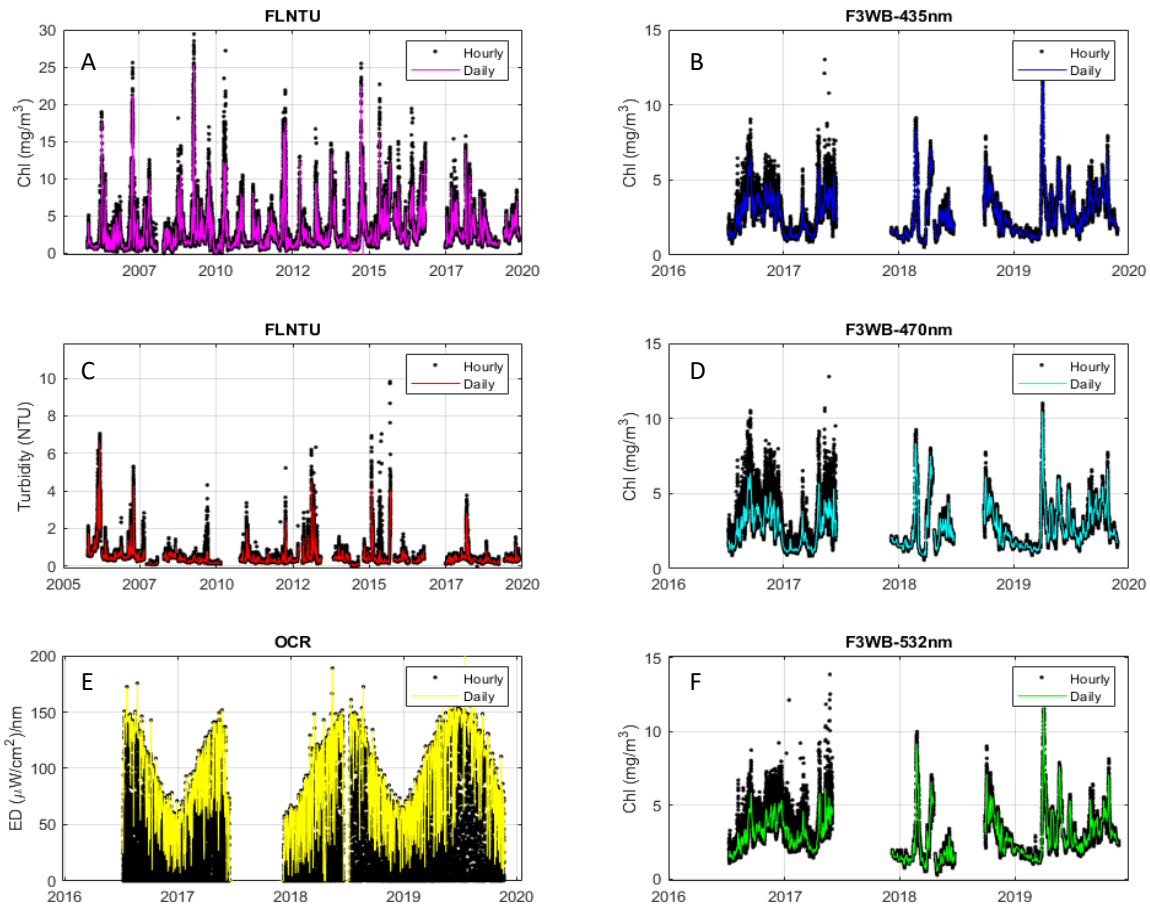 FLNTU
A
Hourly
Daily
Chl (mg/m³)
30
25
20
15
10
5
0
2007
2010
2012
2015
2017
2020
F3WB-435nm
B
Hourly
Daily
Chl (mg/m³)
15
10
5
0
2016
2017
2018
2019
2020
FLNTU
C
Hourly
Daily
Turbidity (NTU)
10
8
6
4
2
0
2005
2007
2010
2012
2015
2017
2020
F3WB-470nm
D
Hourly
Daily
Chl (mg/m³)
15
10
5
0
2016
2017
2018
2019
2020
OCR
E
Hourly
Daily
ED (μW/cm²)/nm
200
150
100
50
0
2016
2017
2018
2019
2020
F3WB-532nm
F
Hourly
Daily
Chl (mg/m³)
15
10
5
0
2016
2017
2018
2019